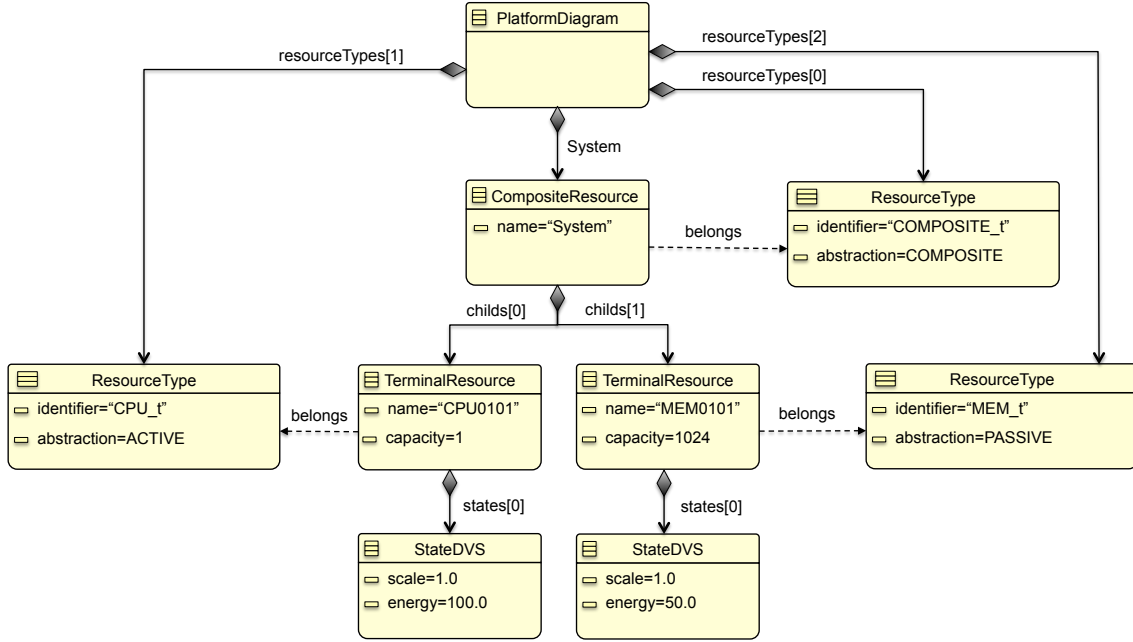 PlatformDiagram
resourceTypes[2]
resourceTypes[1]
resourceTypes[0]
System
CompositeResource
name=“System”
belongs
ResourceType
identifier=“COMPOSITE_t”
abstraction=COMPOSITE
childs[0]
childs[1]
ResourceType
identifier=“CPU_t”
abstraction=ACTIVE
belongs
TerminalResource
name=“CPU0101”
capacity=1
TerminalResource
name=“MEM0101”
capacity=1024
belongs
ResourceType
identifier=“MEM_t”
abstraction=PASSIVE
states[0]
states[0]
StateDVS
scale=1.0
energy=100.0
StateDVS
scale=1.0
energy=50.0